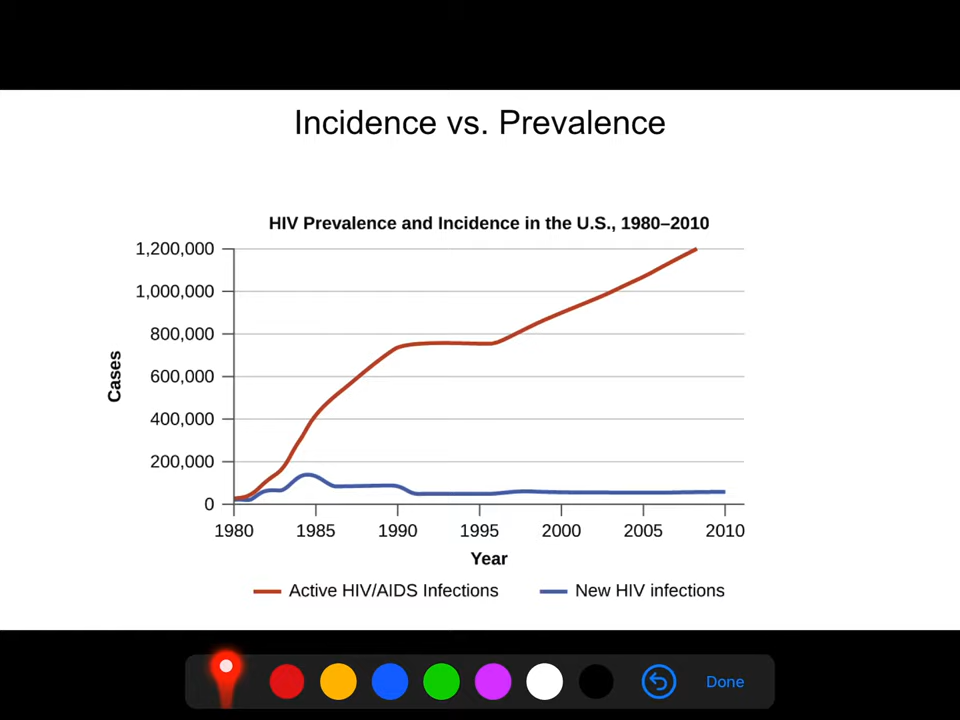 Incidence vs. Prevalence
HIV Prevalence and Incidence in the U.S., 1980–2010
1,200,000
1,000,000
800,000
600,000
400,000
200,000
0
Cases
1980 1985 1990 1995 2000 2005 2010
Year
Active HIV/AIDS Infections New HIV infections
Done